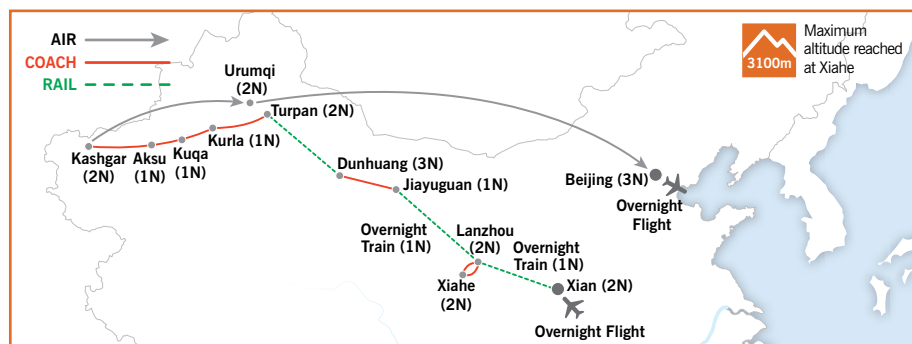 AIR
COACH
RAIL
3100m
Maximum
altitude reached
at Xiahe
Urumqi
(2N)
Turpan (2N)
Kurla (1N)
Kuqa
(1N)
Aksu
(1N)
Kashgar
(2N)
Dunhuang (3N)
Jiayuguan (1N)
Beijing (3N)
Overnight
Flight
Overnight
Train (1N)
Lanzhou
(2N)
Overnight
Train (1N)
Xiahe
(2N)
Xian (2N)
Overnight Flight